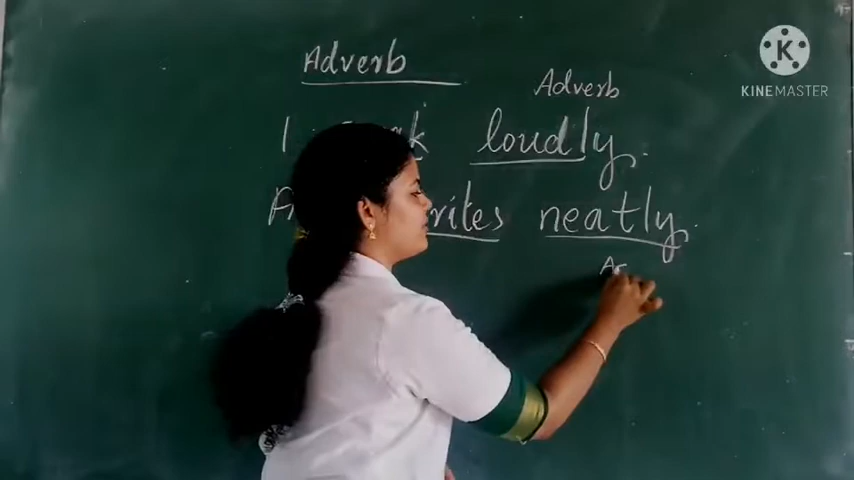 Adverb
Adverb
I loudly.
writes neatly.
KINEMASTER